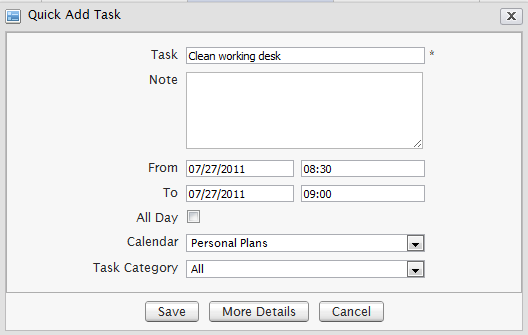 Quick Add Task
Task Clean working desk *
Note
From 07/27/2011 08:30
To 07/27/2011 09:00
All Day
Calendar Personal Plans
Task Category All
Save More Details Cancel